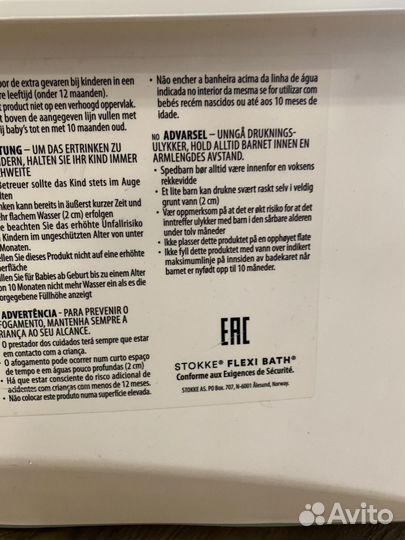 oor de extra gevaren bij kinderen in een
re leeftijd (onder 12 maanden).
t product niet op een verhoogd oppervlak.
t boven de aangegeven lijn vullen met
ij baby's tot en met 10 maanden oud.
TUNG - UM DAS ERTRINKEN ZU
DERN, HALTEN SIE IHR KIND IMMER
HWEITE
Betreuer sollte das Kind stets im Auge
lten
nken kann bereits in äußerst kurzer Zeit und
hr flachem Wasser (2 cm) erfolgen
e beachten Sie das erhöhte Unfallrisiko
Kindern im ungeschützten Alter von unter
Monaten.
ellen Sie dieses Produkt nicht auf eine erhöhte
erfläche
llen Sie für Babies ab Geburt bis zu einem Alter
on 10 Monaten nicht mehr Wasser ein als es die
orgegebene Füllhöhe anzeigt
ADVERTÊNCIA - PARA PREVENIR O
FOGAMENTO, MANTENHA SEMPRE A
RIANÇA AO SEU ALCANCE.
O prestador dos cuidados terá sempre que estar
em contacto com a criança.
• O afogamento pode ocorrer num curto espaço
de tempo e em águas pouco profundas (2 cm)
• Há que estar consciente do risco adicional de
acidentes com crianças com menos de 12 meses.
• Não colocar este produto numa superfície elevada.
• Não encher a banheira acima da linha de água
indicada no interior da mesma se for utilizar com
bebés recém nascidos ou até aos 10 meses de
idade.
NO ADVARSEL – UNNGÅ DRUKNINGS-
ULYKKER, HOLD ALLTID BARNET INNEN EN
ARMLENGDES AVSTAND.
• Spedbarn bør alltid være innenfor en voksens
rekkevidde
• Et lite barn kan drukne svært raskt selv i veldig
grunt vann (2 cm)
• Vær oppmerksom på at det er økt risiko for at det
inntreffer ulykker med barn i den sårbare alderen
under tolv måneder
• Ikke plasser dette produktet på en opphøyet flate
• Ikke fyll dette produktet med vann over indikert
maksimumlinje på innsiden av badekaret når
barnet er nyfødt opp til 10 måneder.
EAC
STOKKE® FLEXI BATH®
Conforme aux Exigences de Sécurité.
STOKKE AS. PO Box. 707, N-6001 Ålesund, Norway.
Avito